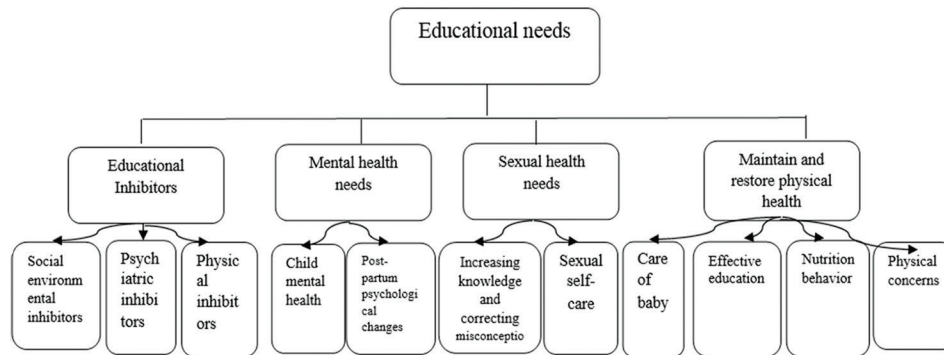 Educational needs
Educational
Inhibitors
Mental health
needs
Sexual health
needs
Maintain and
restore physical
health
Social
environm
ental
inhibitors
Psych
iatric
inhibi
tors
Physi
cal
inhibit
ors
Child
mental
health
Post-
partum
psychologi
cal
changes
Increasing
knowledge
and
correcting
misconceptio
Sexual
self-
care
Care
of
baby
Effective
education
Nutrition
behavior
Physical
concerns